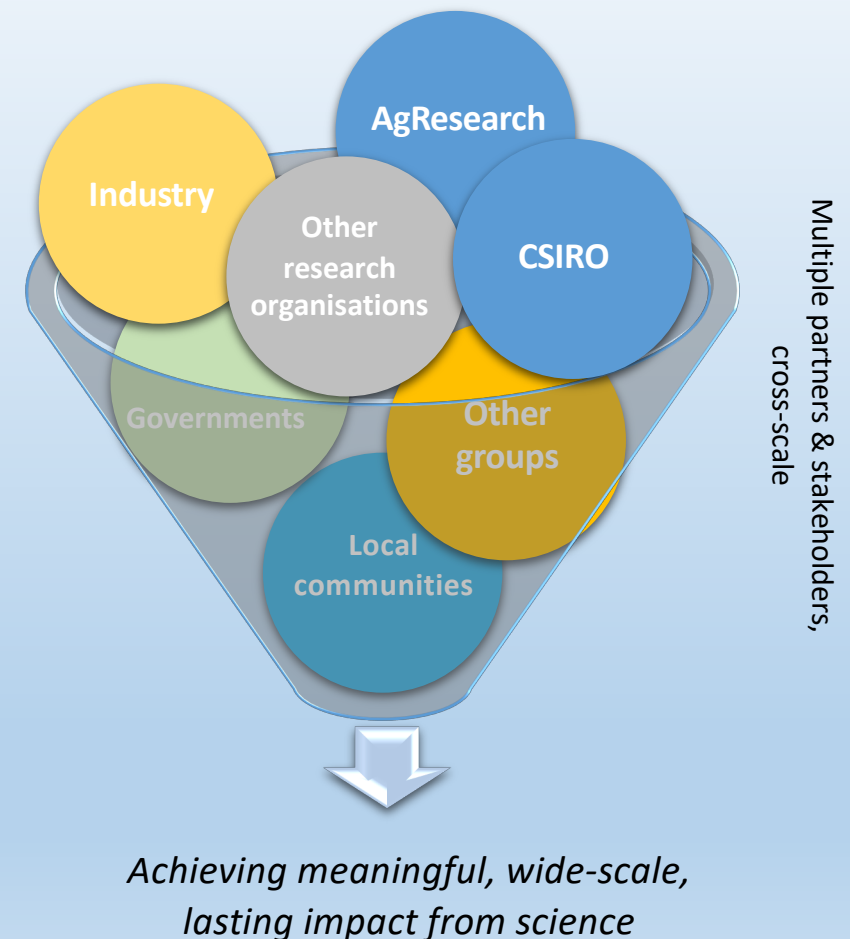 AgResearch
Industry
Other
research
organisations
CSIRO
Governments
Other
groups
Local
communities
Multiple partners & stakeholders,
cross-scale
Achieving meaningful, wide-scale,
lasting impact from science